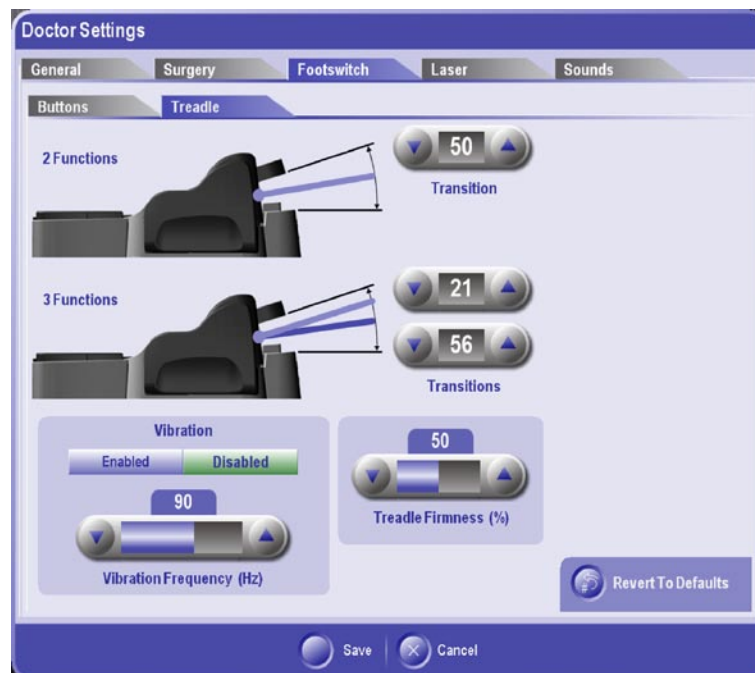 Doctor Settings
General Surgery Footswitch Laser Sounds
Buttons Treadle
2 Functions
50
Transition
3 Functions
21
56
Transitions
Vibration
Enabled Disabled
90
Vibration Frequency (Hz)
50
Treadle Firmness (%)
Revert To Defaults
Save Cancel